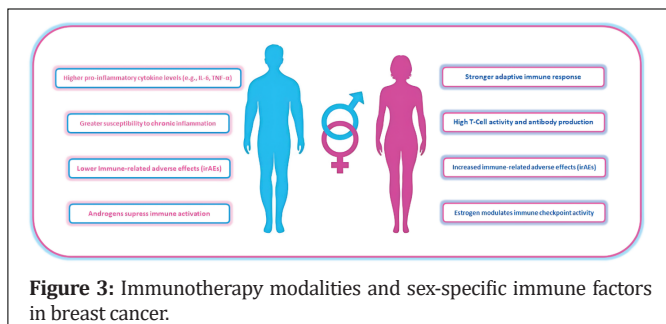 Higher pro-inflammatory cytokine levels (e.g., IL-6, TNF-α)
Greater susceptibility to chronic inflammation
Lower immune-related adverse effects (irAEs)
Androgens supress immune activation
Stronger adaptive immune response
High T-Cell activity and antibody production
Increased immune-related adverse effects (irAEs)
Estrogen modulates immune checkpoint activity
Figure 3: Immunotherapy modalities and sex-specific immune factors
in breast cancer.